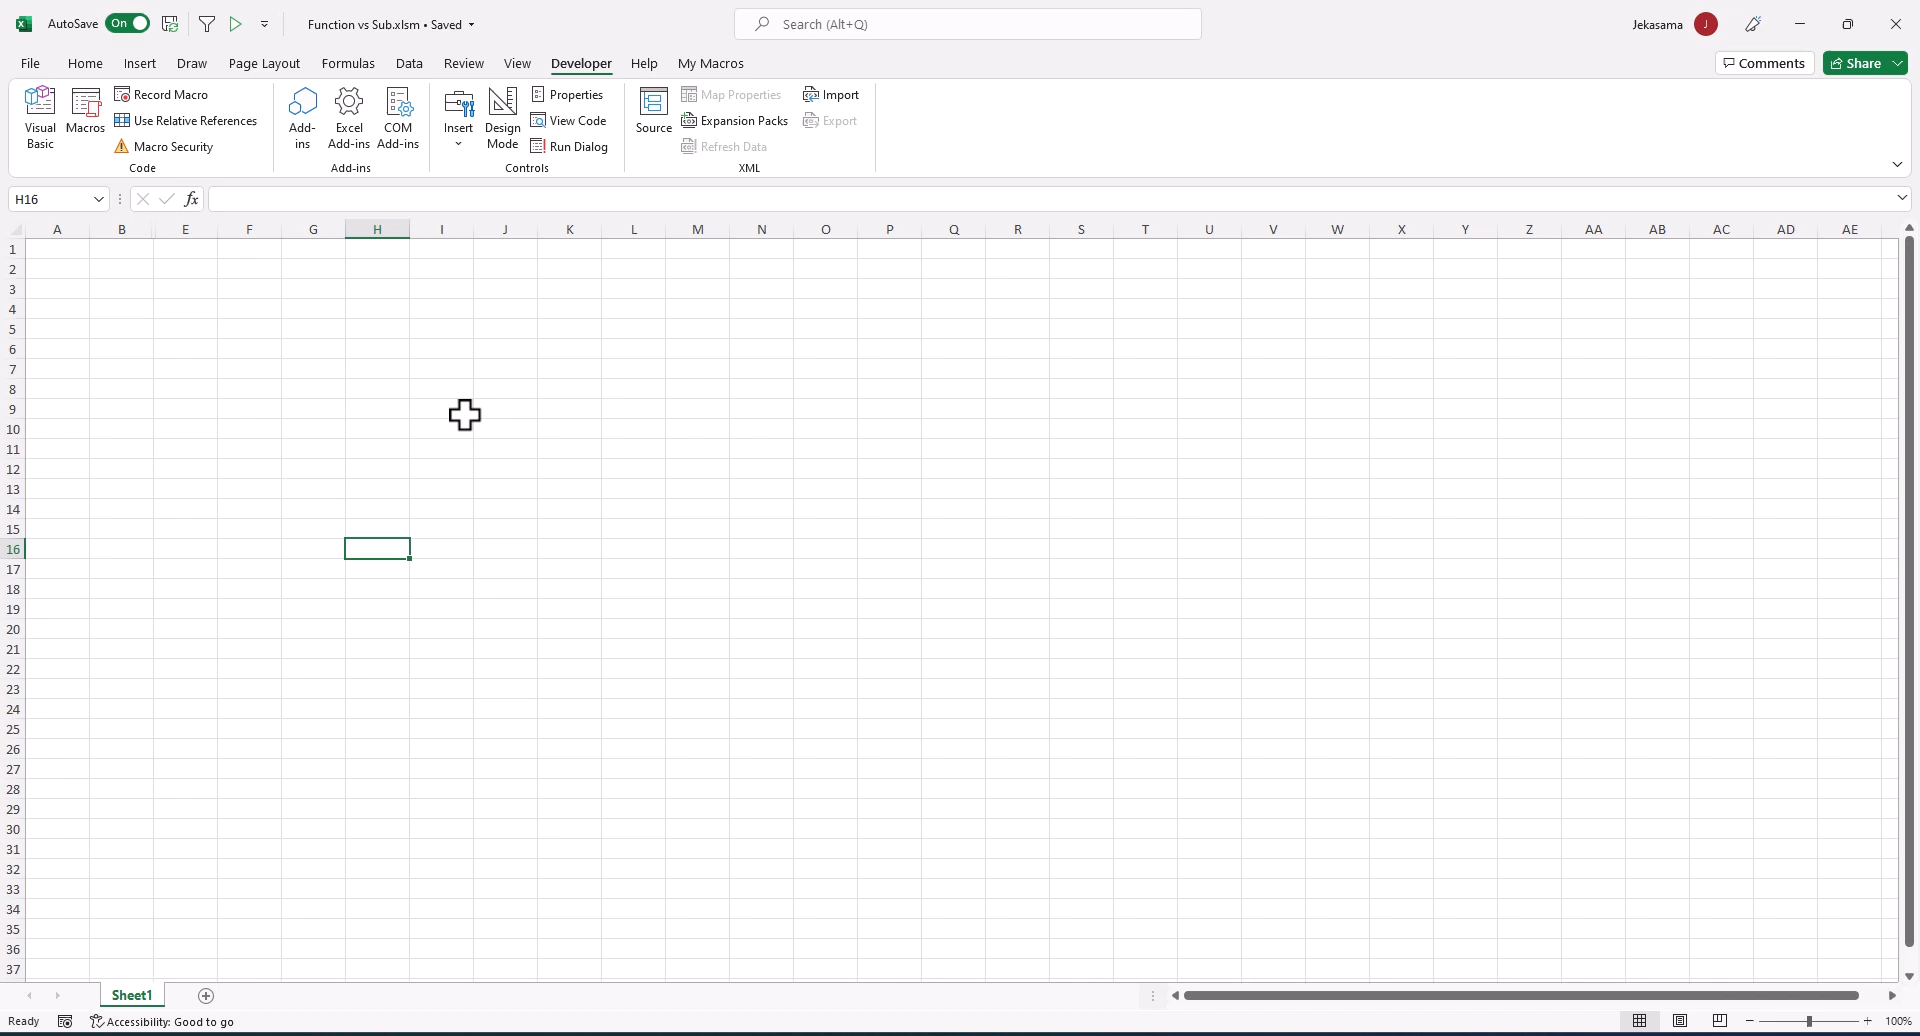 AutoSave On Function vs Sub.xlsm • Saved Search (Alt+Q) Jekasama J
File Home Insert Draw Page Layout Formulas Data Review View Developer Help My Macros Comments Share
Visual Basic
Macros
Record Macro
Use Relative References
Macro Security
Code
Add-ins
Excel Add-ins
COM Add-ins
Add-ins
Insert
Design Mode
Properties
View Code
Run Dialog
Controls
Source
Map Properties
Expansion Packs
Refresh Data
Import
Export
XML
H16 fx
A B E F G H I J K L M N O P Q R S T U V W X Y Z AA AB AC AD AE
1
2
3
4
5
6
7
8
9
10
11
12
13
14
15
16
17
18
19
20
21
22
23
24
25
26
27
28
29
30
31
32
33
34
35
36
37
Sheet1
Ready Accessibility: Good to go 100%